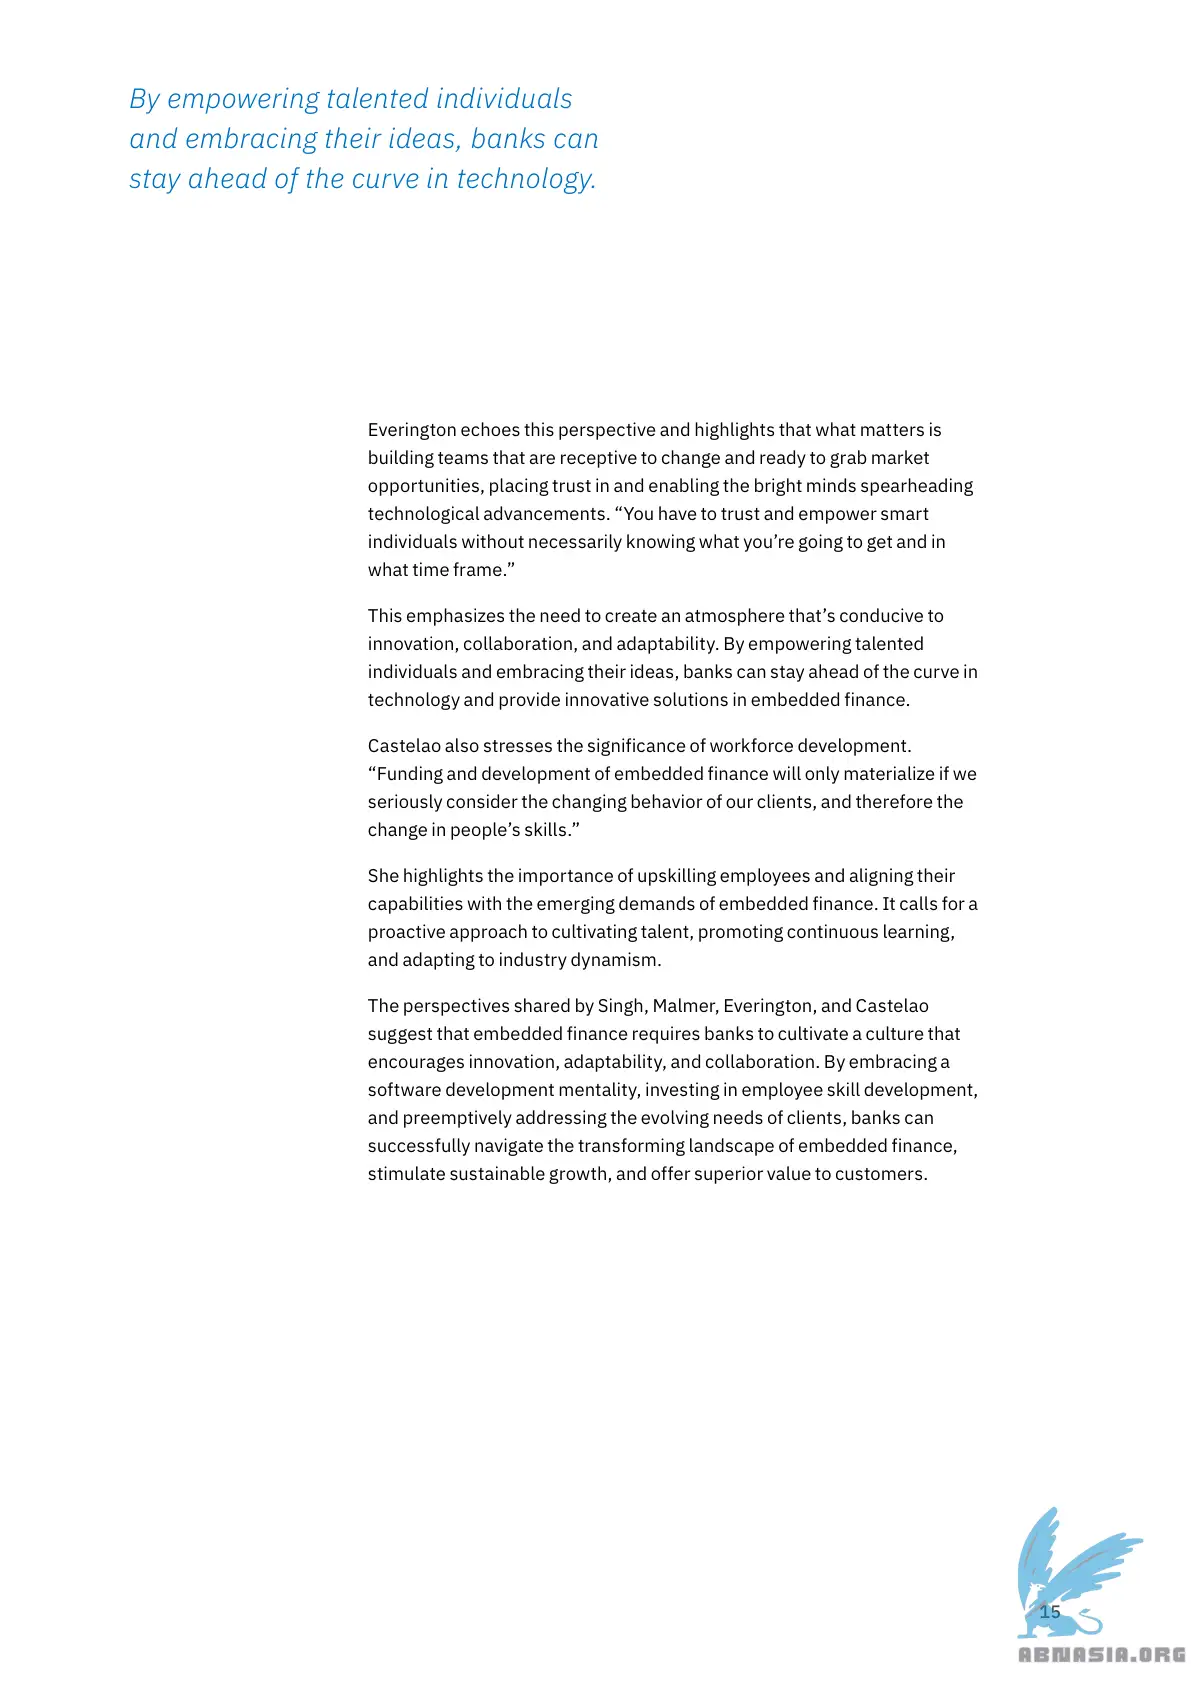 By empowering talented individuals
and embracing their ideas, banks can
stay ahead of the curve in technology.
Everington echoes this perspective and highlights that what matters is
building teams that are receptive to change and ready to grab market
opportunities, placing trust in and enabling the bright minds spearheading
technological advancements. “You have to trust and empower smart
individuals without necessarily knowing what you’re going to get and in
what time frame.”
This emphasizes the need to create an atmosphere that’s conducive to
innovation, collaboration, and adaptability. By empowering talented
individuals and embracing their ideas, banks can stay ahead of the curve in
technology and provide innovative solutions in embedded finance.
Castelao also stresses the significance of workforce development.
“Funding and development of embedded finance will only materialize if we
seriously consider the changing behavior of our clients, and therefore the
change in people’s skills.”
She highlights the importance of upskilling employees and aligning their
capabilities with the emerging demands of embedded finance. It calls for a
proactive approach to cultivating talent, promoting continuous learning,
and adapting to industry dynamism.
The perspectives shared by Singh, Malmer, Everington, and Castelao
suggest that embedded finance requires banks to cultivate a culture that
encourages innovation, adaptability, and collaboration. By embracing a
software development mentality, investing in employee skill development,
and preemptively addressing the evolving needs of clients, banks can
successfully navigate the transforming landscape of embedded finance,
stimulate sustainable growth, and offer superior value to customers.
15
ABNASIA.ORG